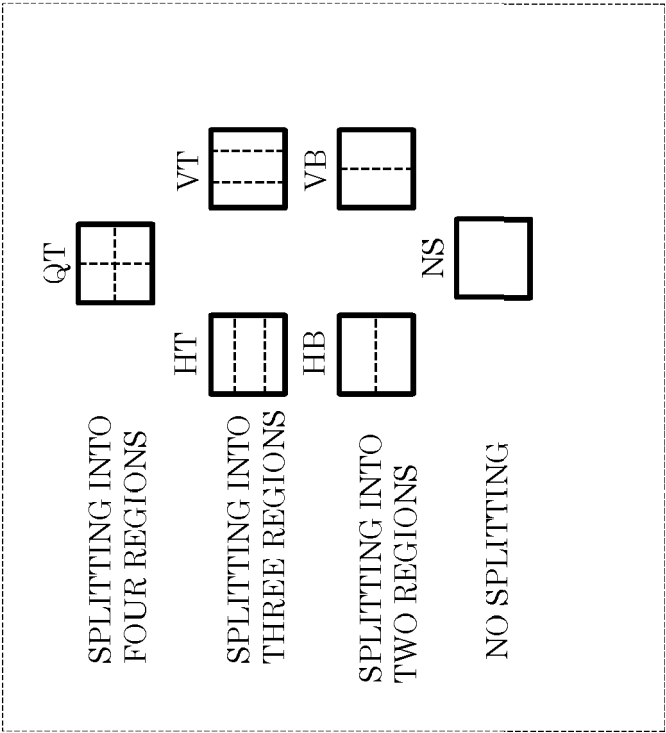 QT
SPLITTING INTO
FOUR REGIONS
HT
VT
SPLITTING INTO
THREE REGIONS
HB
VB
SPLITTING INTO
TWO REGIONS
NS
NO SPLITTING